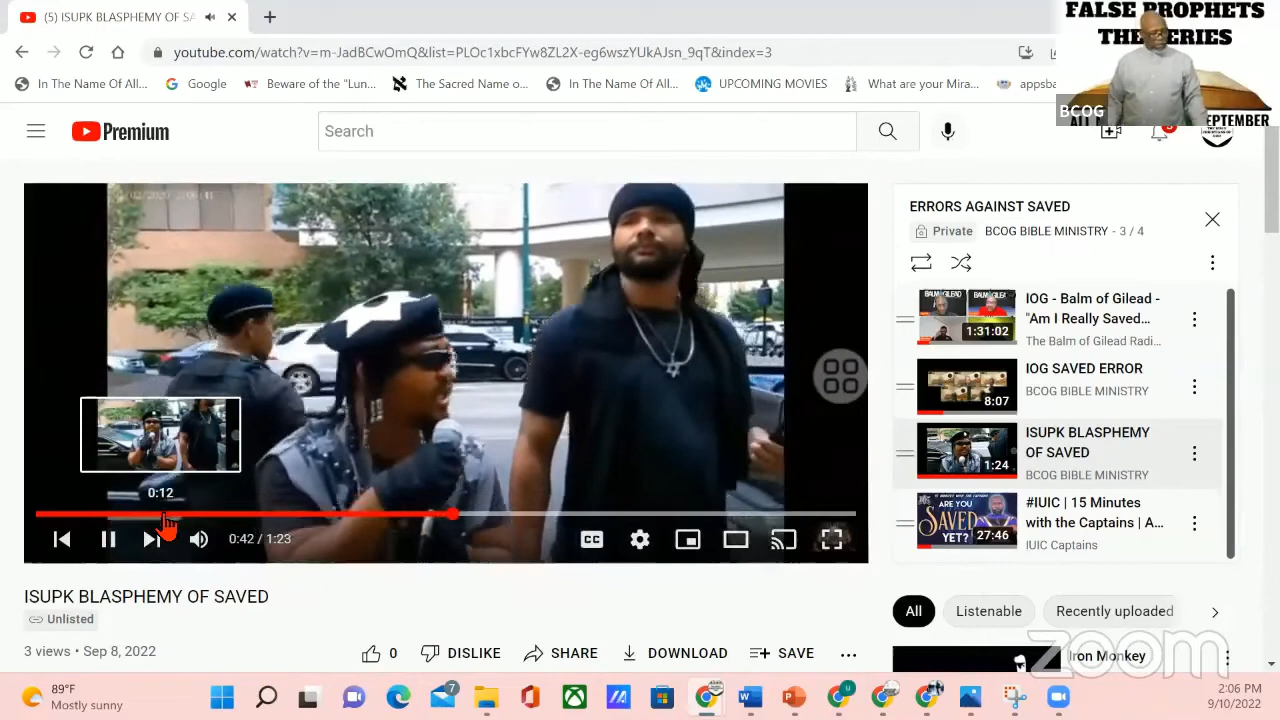 (5) ISUPK BLASPHEMY OF SA
youtube.com/watch?v=m-JadBCwOnA&list=
w8ZL2X-eg6wszYUkAJsn_9qT&index=3
In The Name Of All...
Google
Beware of the "Lun...
The Sacred Name o...
In The Name Of All...
UPCOMING MOVIES
What are your Mira...
appsba
FALSE PROPHETS
THE SERIES
BCOG
ALL
SEPTEMBER
Premium
Search
ERRORS AGAINST SAVED
Private
BCOG BIBLE MINISTRY - 3 / 4
IOG - Balm of Gilead -
"Am I Really Saved...
The Balm of Gilead Radi...
1:31:02
IOG SAVED ERROR
BCOG BIBLE MINISTRY
8:07
ISUPK BLASPHEMY
OF SAVED
BCOG BIBLE MINISTRY
1:24
#IUIC | 15 Minutes
with the Captains | A...
IUIC Captains
ARE YOU
SAVED
YET?
27:46
0:12
0:42 / 1:23
CC
ISUPK BLASPHEMY OF SAVED
Unlisted
3 views • Sep 8, 2022
0
DISLIKE
SHARE
DOWNLOAD
SAVE
All
Listenable
Recently uploaded
Iron Monkey
zoom
89°F
Mostly sunny
7
2:06 PM
9/10/2022